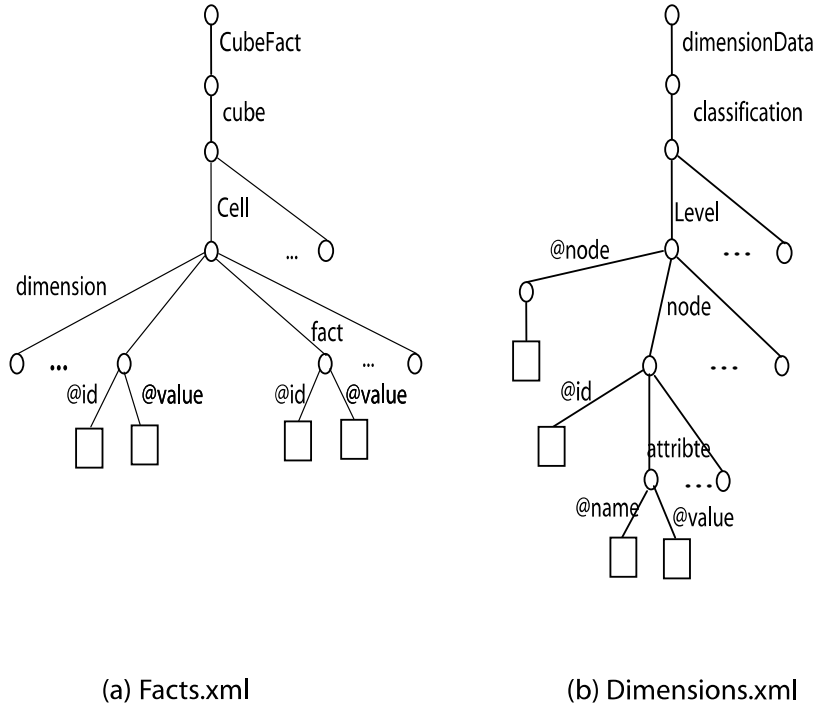 CubeFact
cube
Cell
...
dimension
fact
...
...
@id
@value
@id
@value
(a) Facts.xml
dimensionData
classification
Level
@node
...
node
...
@id
attribte
...
@name
@value
(b) Dimensions.xml